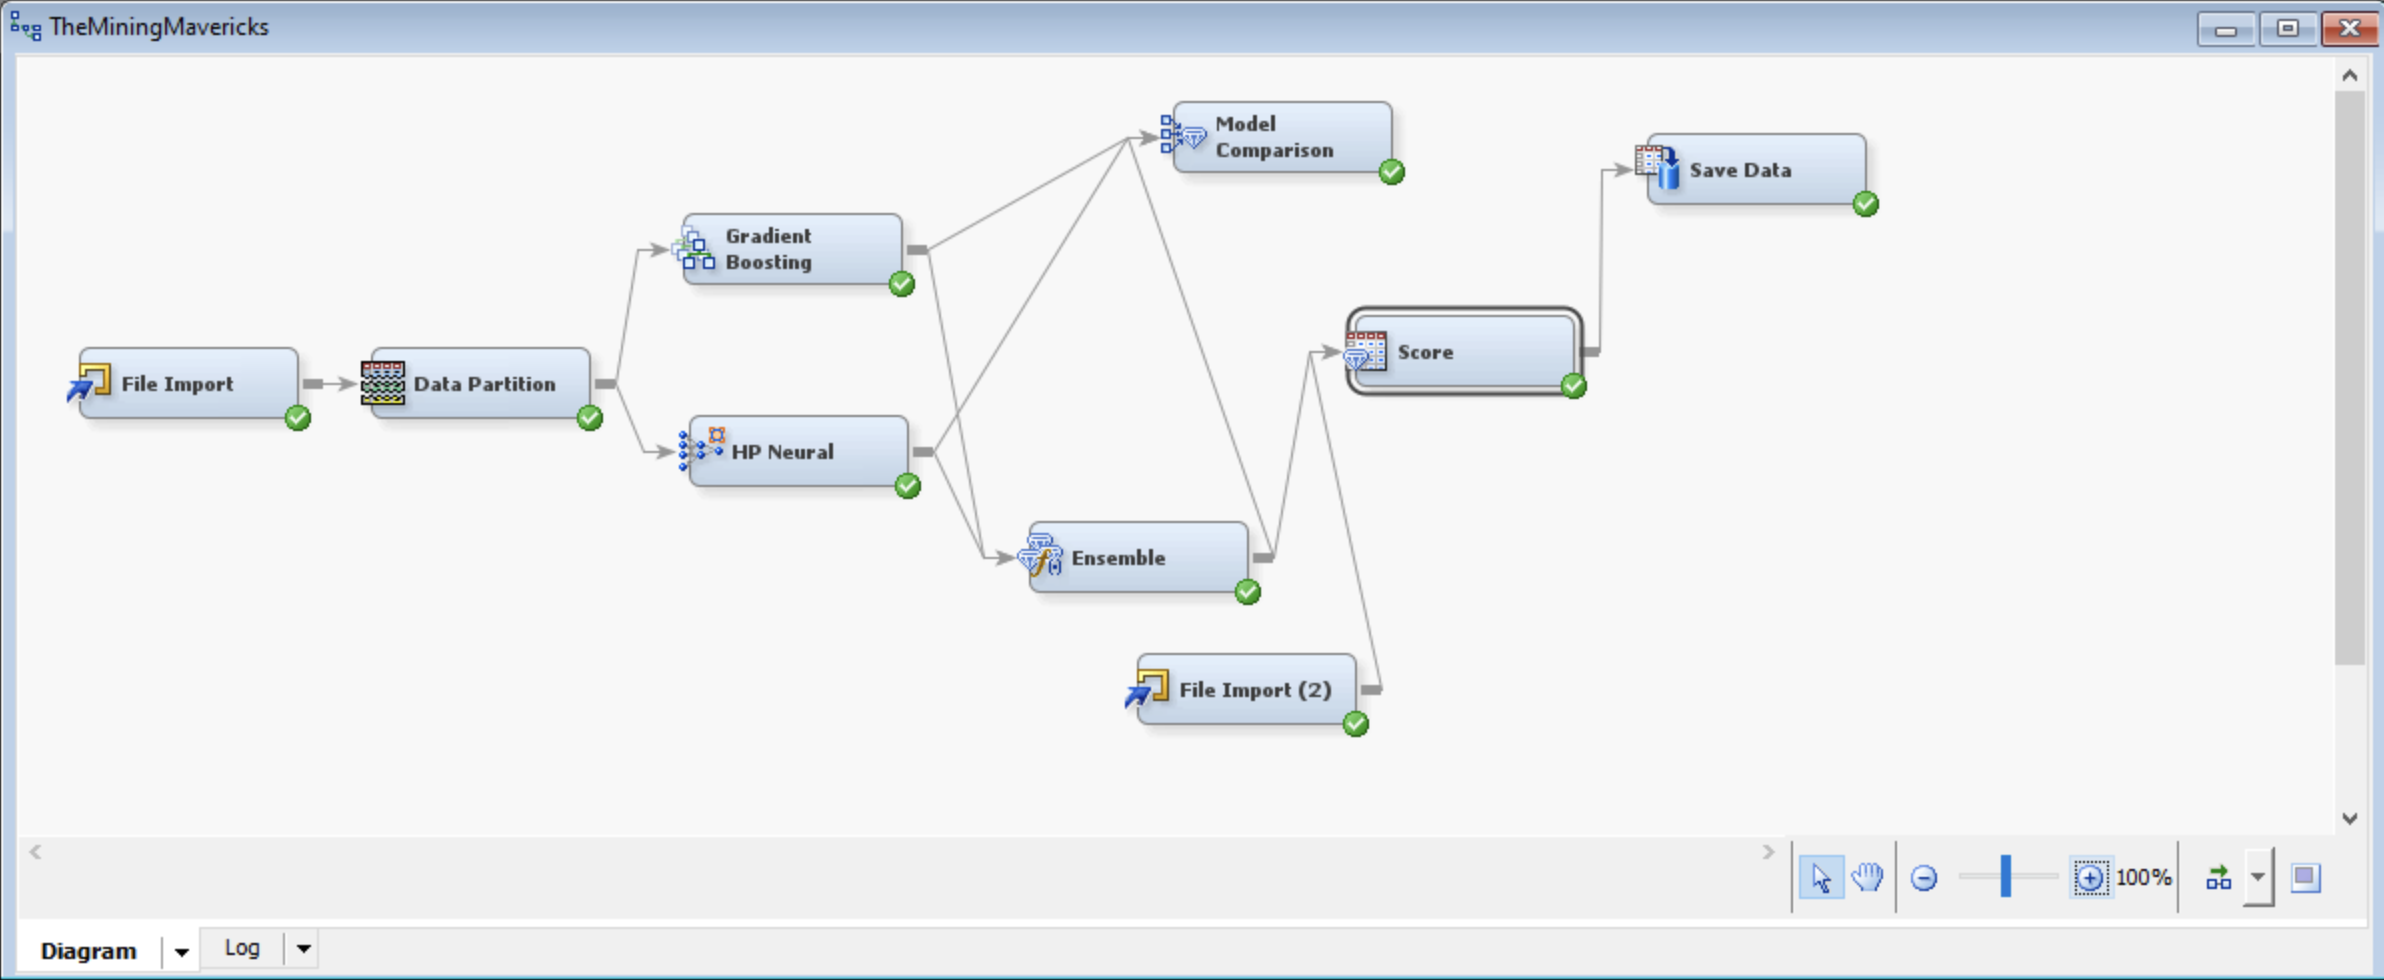 TheMiningMavericks
Model
Comparison
Save Data
Gradient
Boosting
Score
File Import
Data Partition
HP Neural
Ensemble
File Import (2)
100%
Diagram
Log